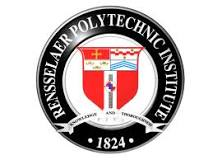 RENSSELAER POLYTECHNIC INSTITUTE
• 1824 •
KNOWLEDGE AND THOROUGHNESS